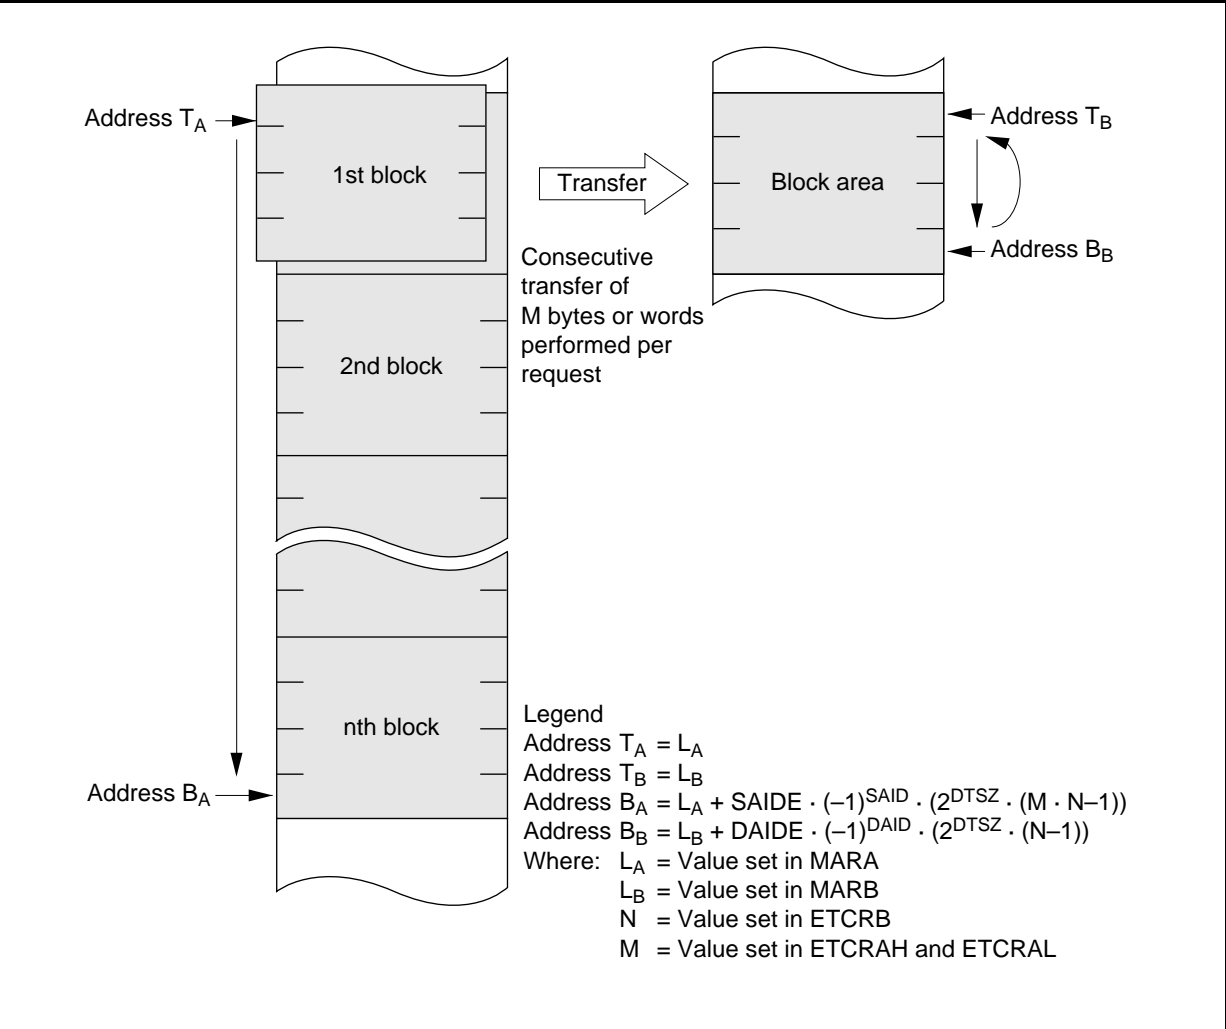 Address T_A
1st block
Transfer
Block area
Address T_B
Address B_B
Consecutive
transfer of
M bytes or words
performed per
request
2nd block
nth block
Address B_A
Legend
Address T_A = L_A
Address T_B = L_B
Address B_A = L_A + SAIDE · (–1)^SAID · (2^DTSZ · (M · N–1))
Address B_B = L_B + DAIDE · (–1)^DAID · (2^DTSZ · (N–1))
Where: L_A = Value set in MARA
L_B = Value set in MARB
N = Value set in ETCRB
M = Value set in ETCRAH and ETCRAL